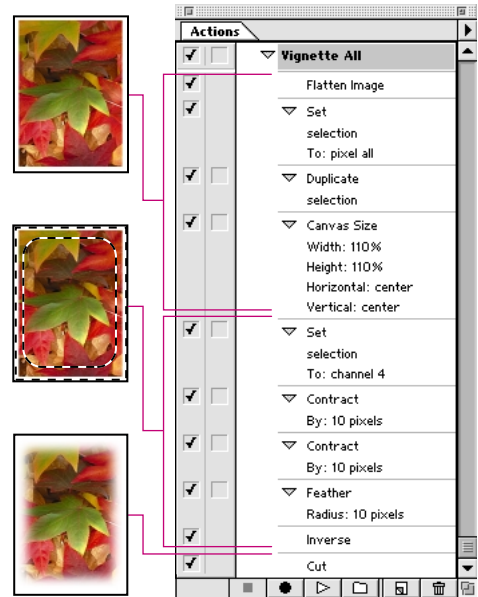 Actions
Vignette All
Flatten Image
Set
selection
To: pixel all
Duplicate
selection
Canvas Size
Width: 110%
Height: 110%
Horizontal: center
Vertical: center
Set
selection
To: channel 4
Contract
By: 10 pixels
Contract
By: 10 pixels
Feather
Radius: 10 pixels
Inverse
Cut